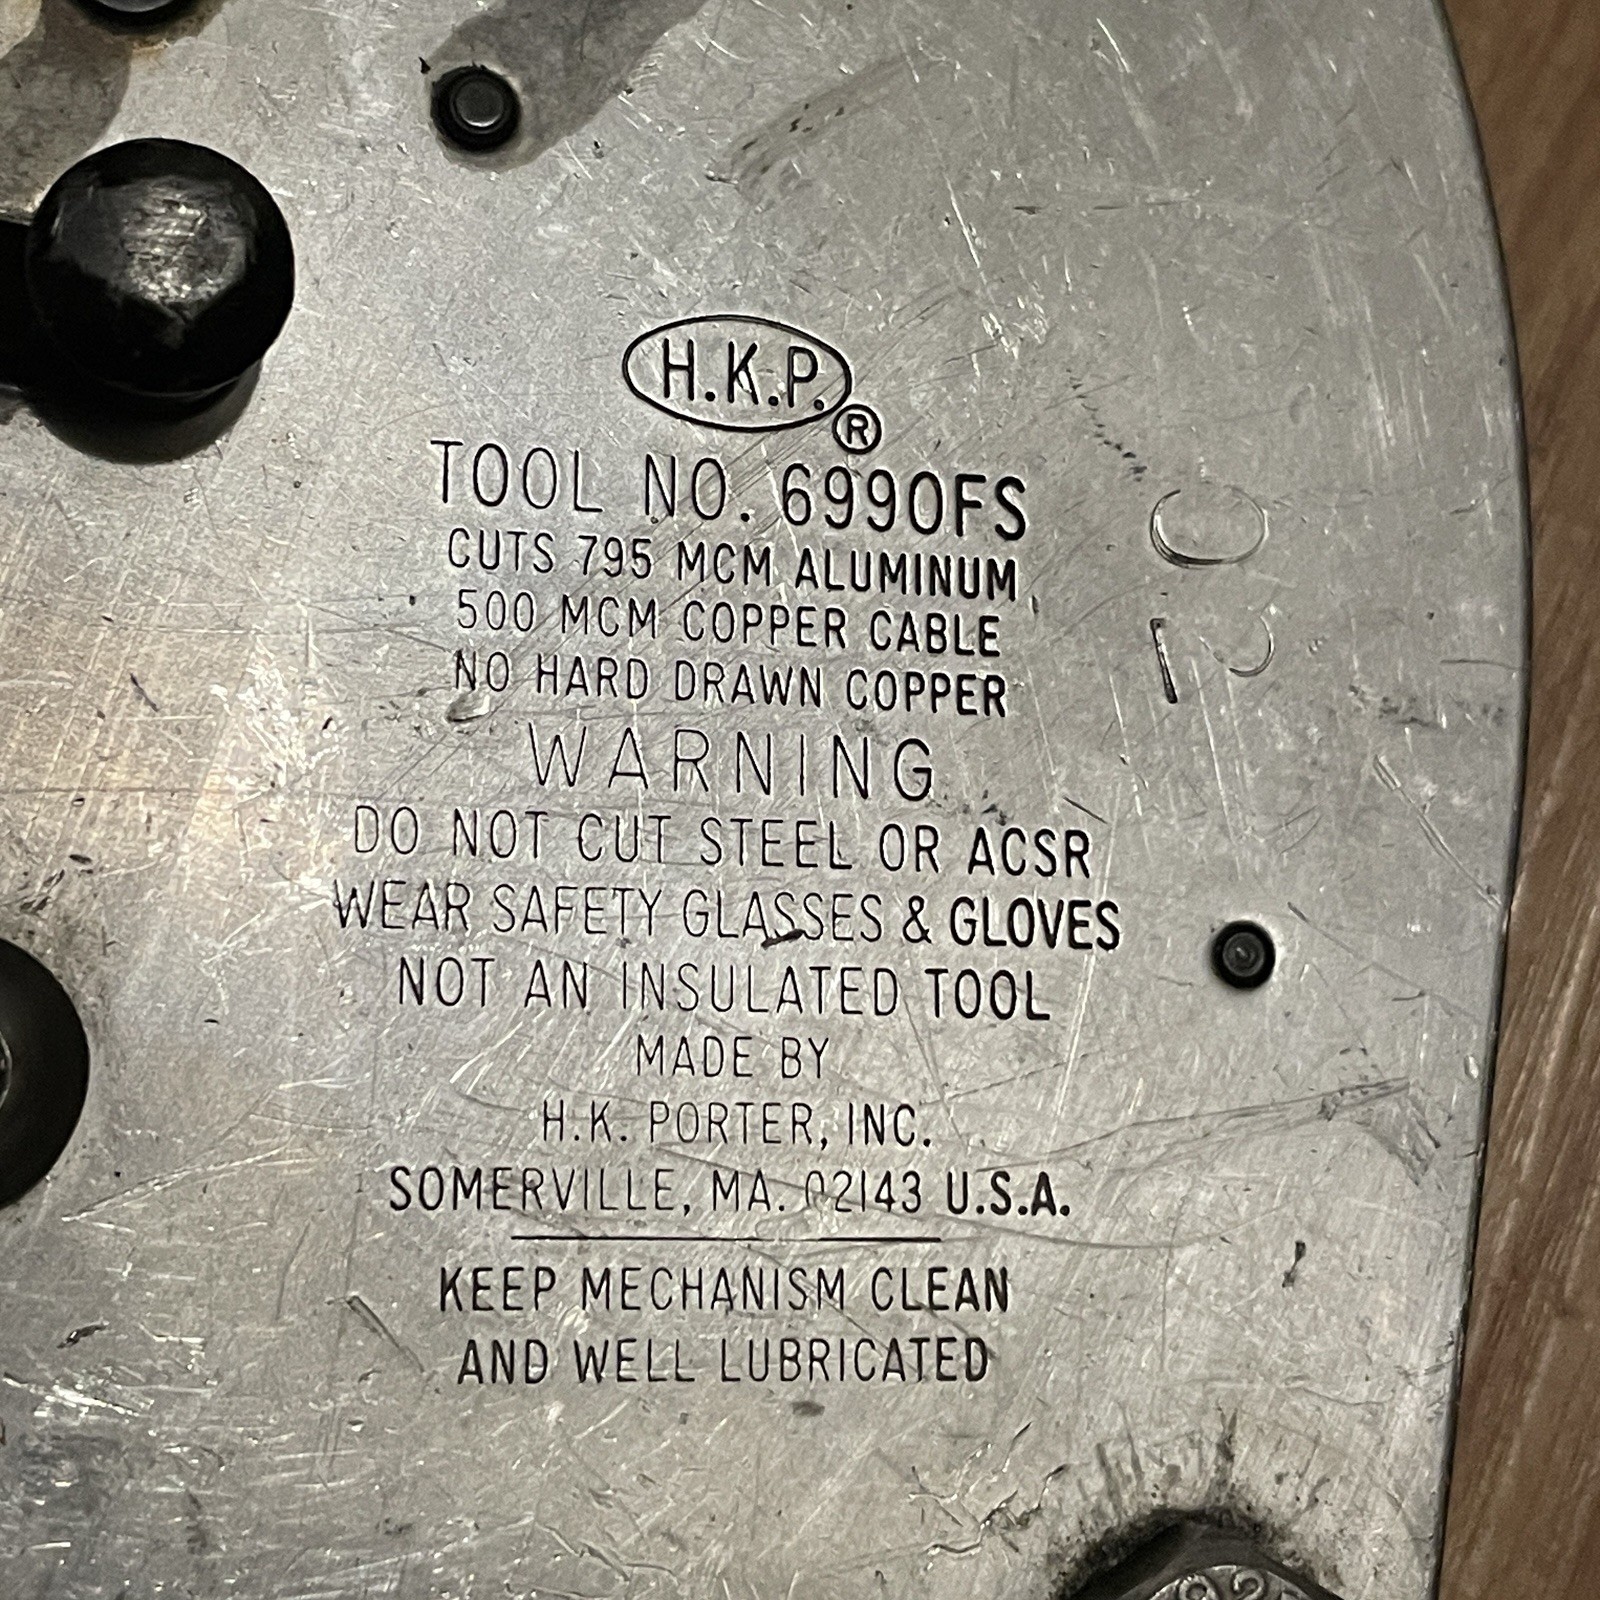 H.K.P.®
TOOL NO. 6990FS
CUTS 795 MCM ALUMINUM
500 MCM COPPER CABLE
NO HARD DRAWN COPPER
WARNING
DO NOT CUT STEEL OR ACSR
WEAR SAFETY GLASSES & GLOVES
NOT AN INSULATED TOOL
MADE BY
H.K. PORTER, INC.
SOMERVILLE, MA. 02143 U.S.A.
KEEP MECHANISM CLEAN
AND WELL LUBRICATED